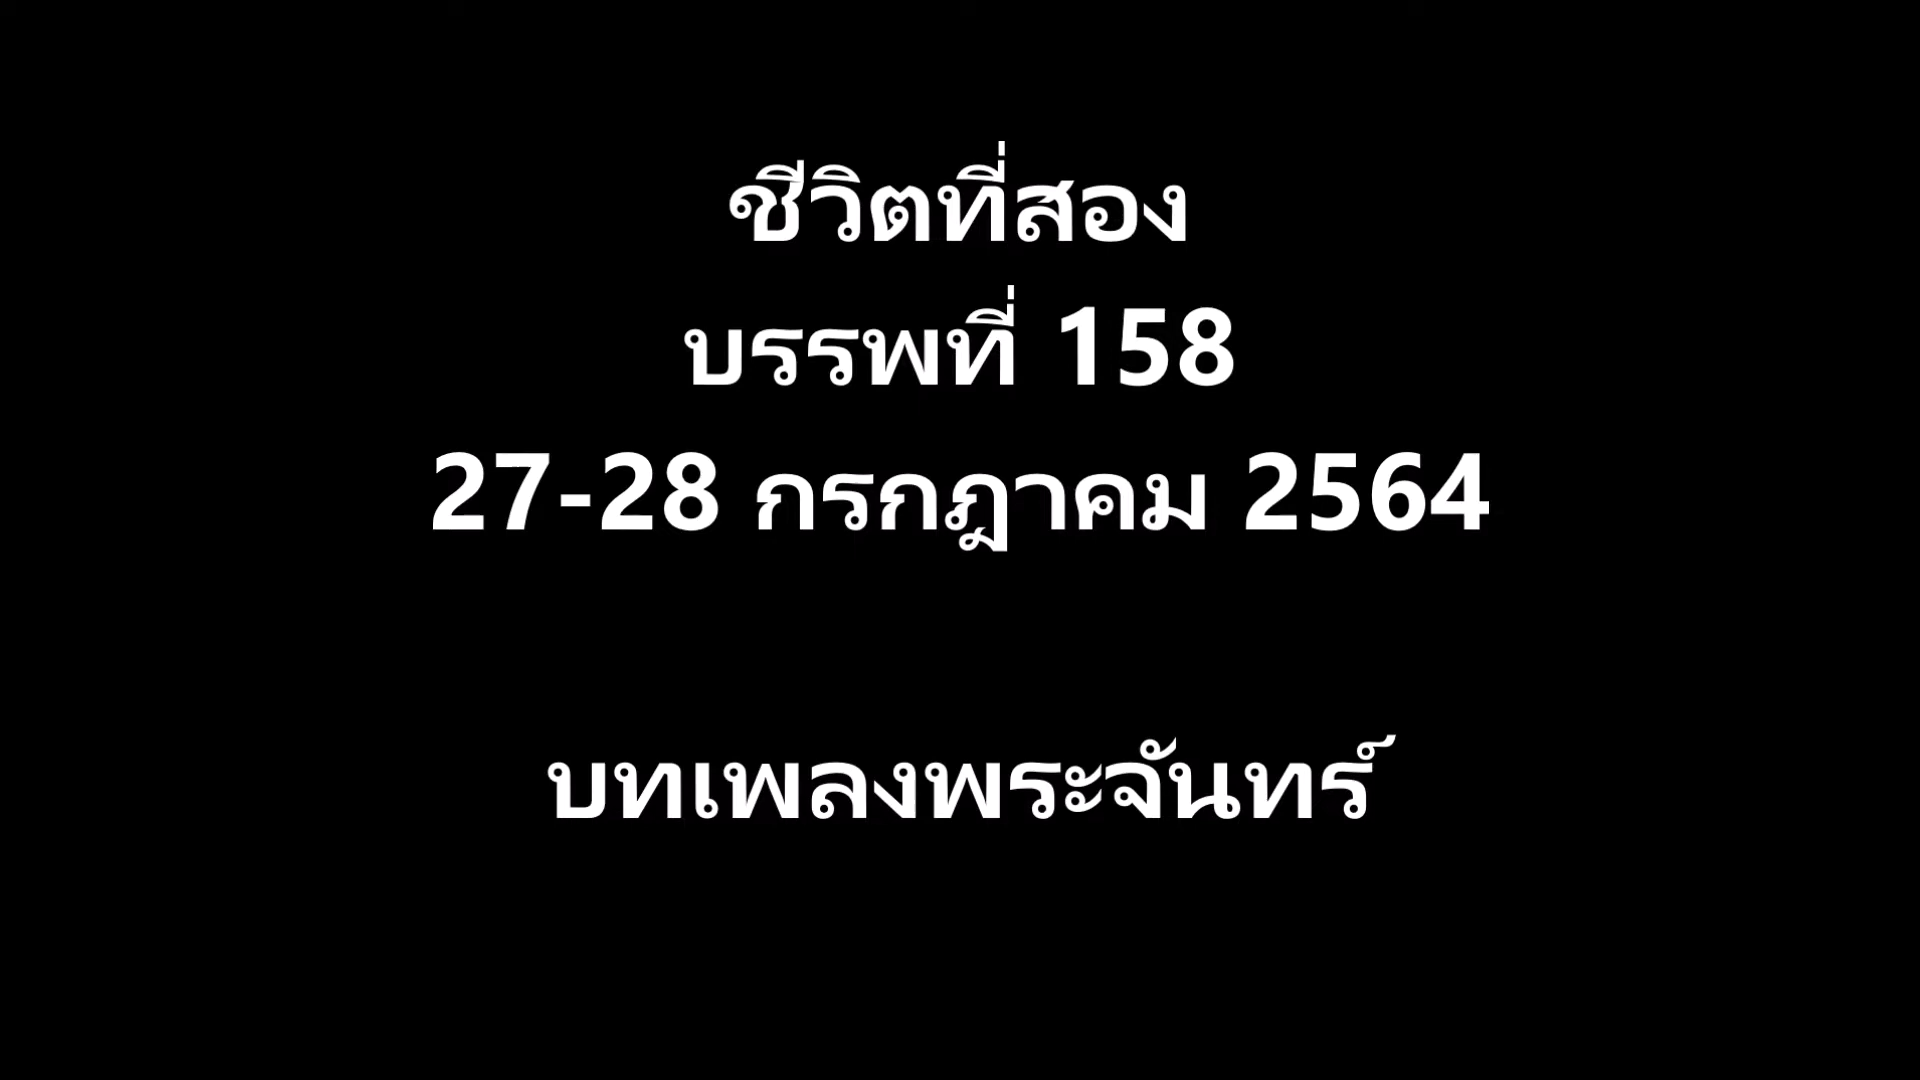 ชีวิตที่สอง
บรรพที่ 158
27-28 กรกฎาคม 2564
บทเพลงพระจันทร์